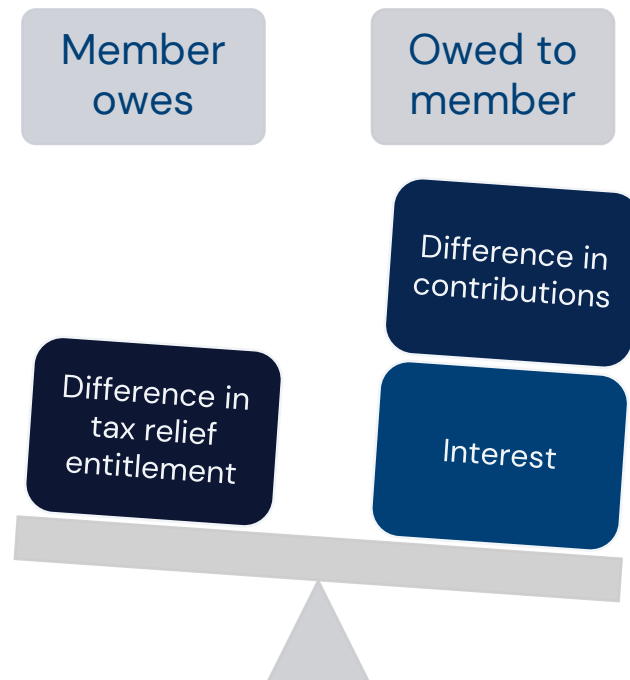 Member
owes
Owed to
member
Difference in
contributions
Difference in
tax relief
entitlement
Interest